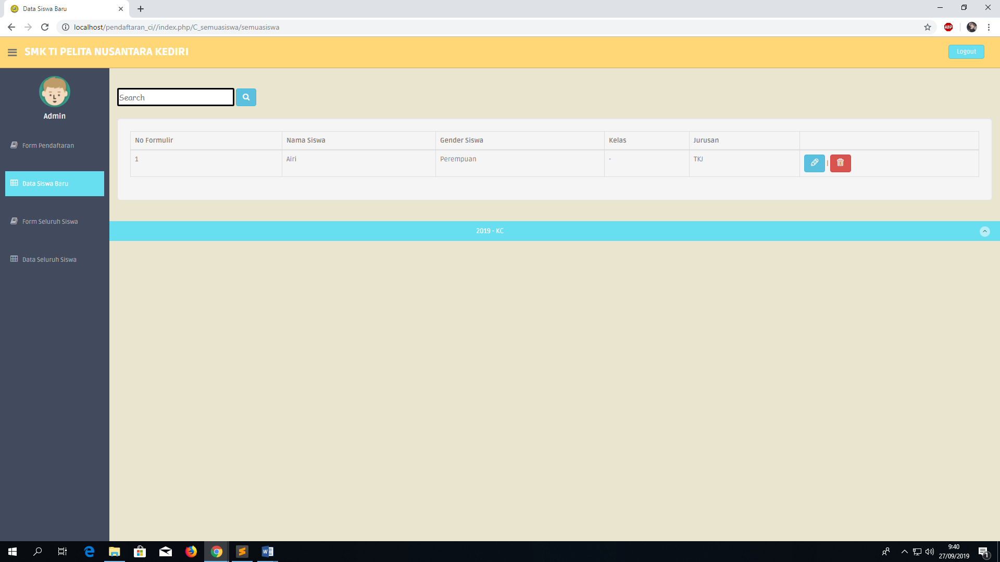 Data Siswa Baru
localhost/pendaftaran_ci//index.php/C_semuasiswa/semuasiswa
ABP
SMK TI PELITA NUSANTARA KEDIRI
Logout
Admin
Form Pendaftaran
Data Siswa Baru
Form Seluruh Siswa
Data Seluruh Siswa
Search
No Formulir Nama Siswa Gender Siswa Kelas Jurusan
1 Airi Perempuan - TKJ |
2019 - KC
9:40
27/09/2019
1